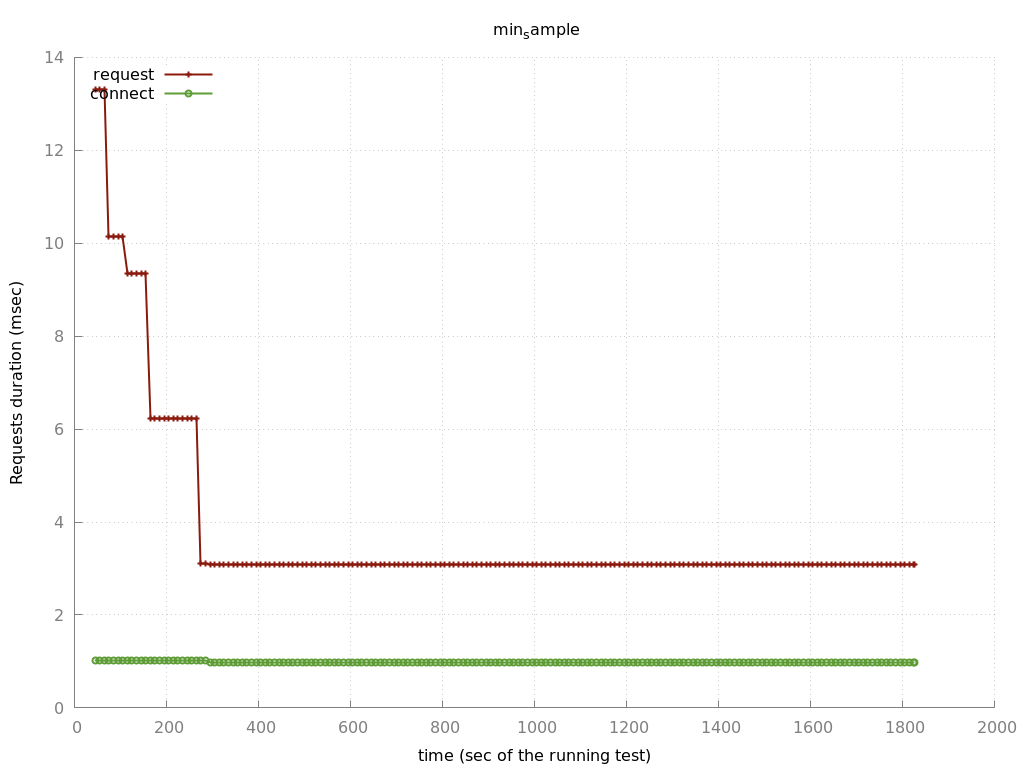 min_sample
14
request
connect
12
10
8
6
4
2
0
Requests duration (msec)
0 200 400 600 800 1000 1200 1400 1600 1800 2000
time (sec of the running test)